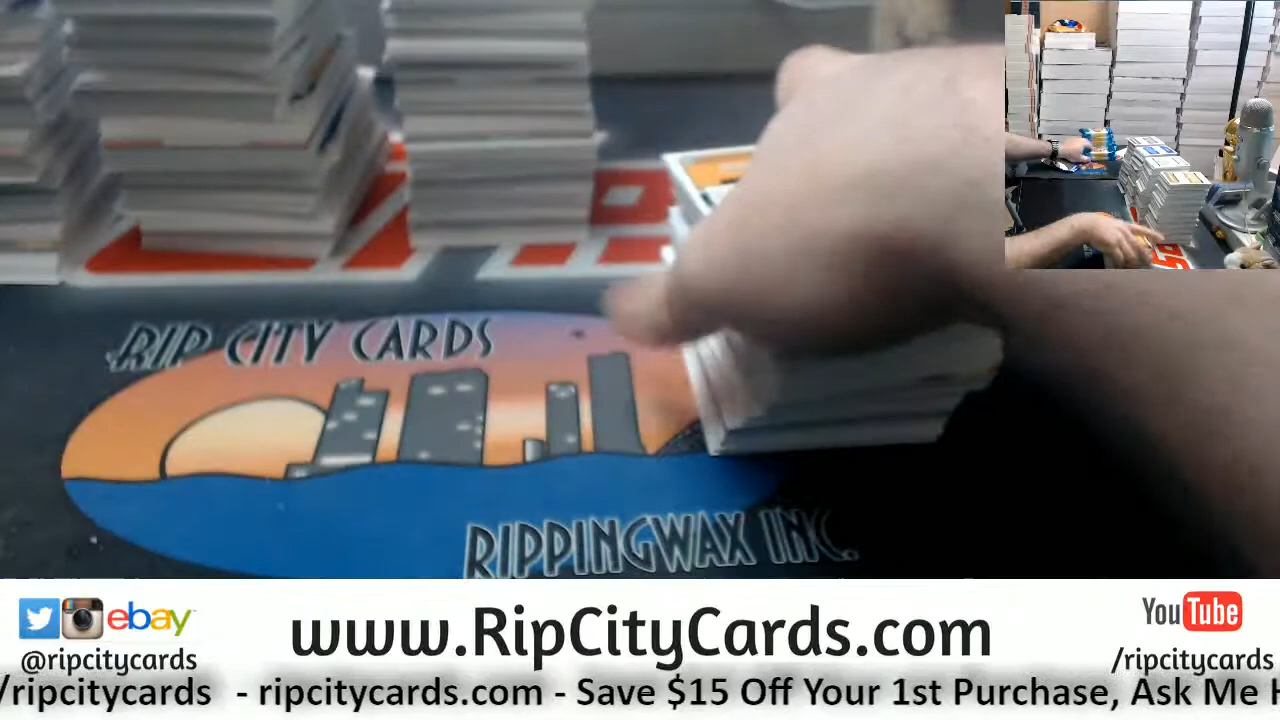 RIP CITY CARDS
RIPPINGWAX INC.
ebay
@ripcitycards
www.RipCityCards.com
YouTube
/ripcitycards
/ripcitycards - ripcitycards.com - Save $15 Off Your 1st Purchase, Ask Me H